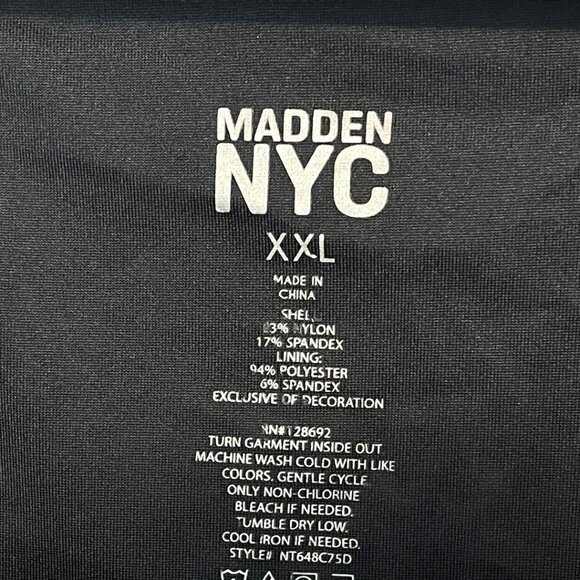 MADDEN
NYC
XXL
MADE IN
CHINA
SHELL:
83% NYLON
17% SPANDEX
LINING:
94% POLYESTER
6% SPANDEX
EXCLUSIVE OF DECORATION
RN#128692
TURN GARMENT INSIDE OUT
MACHINE WASH COLD WITH LIKE
COLORS. GENTLE CYCLE
ONLY NON-CHLORINE
BLEACH IF NEEDED.
TUMBLE DRY LOW.
COOL IRON IF NEEDED.
STYLE# NT648C75D